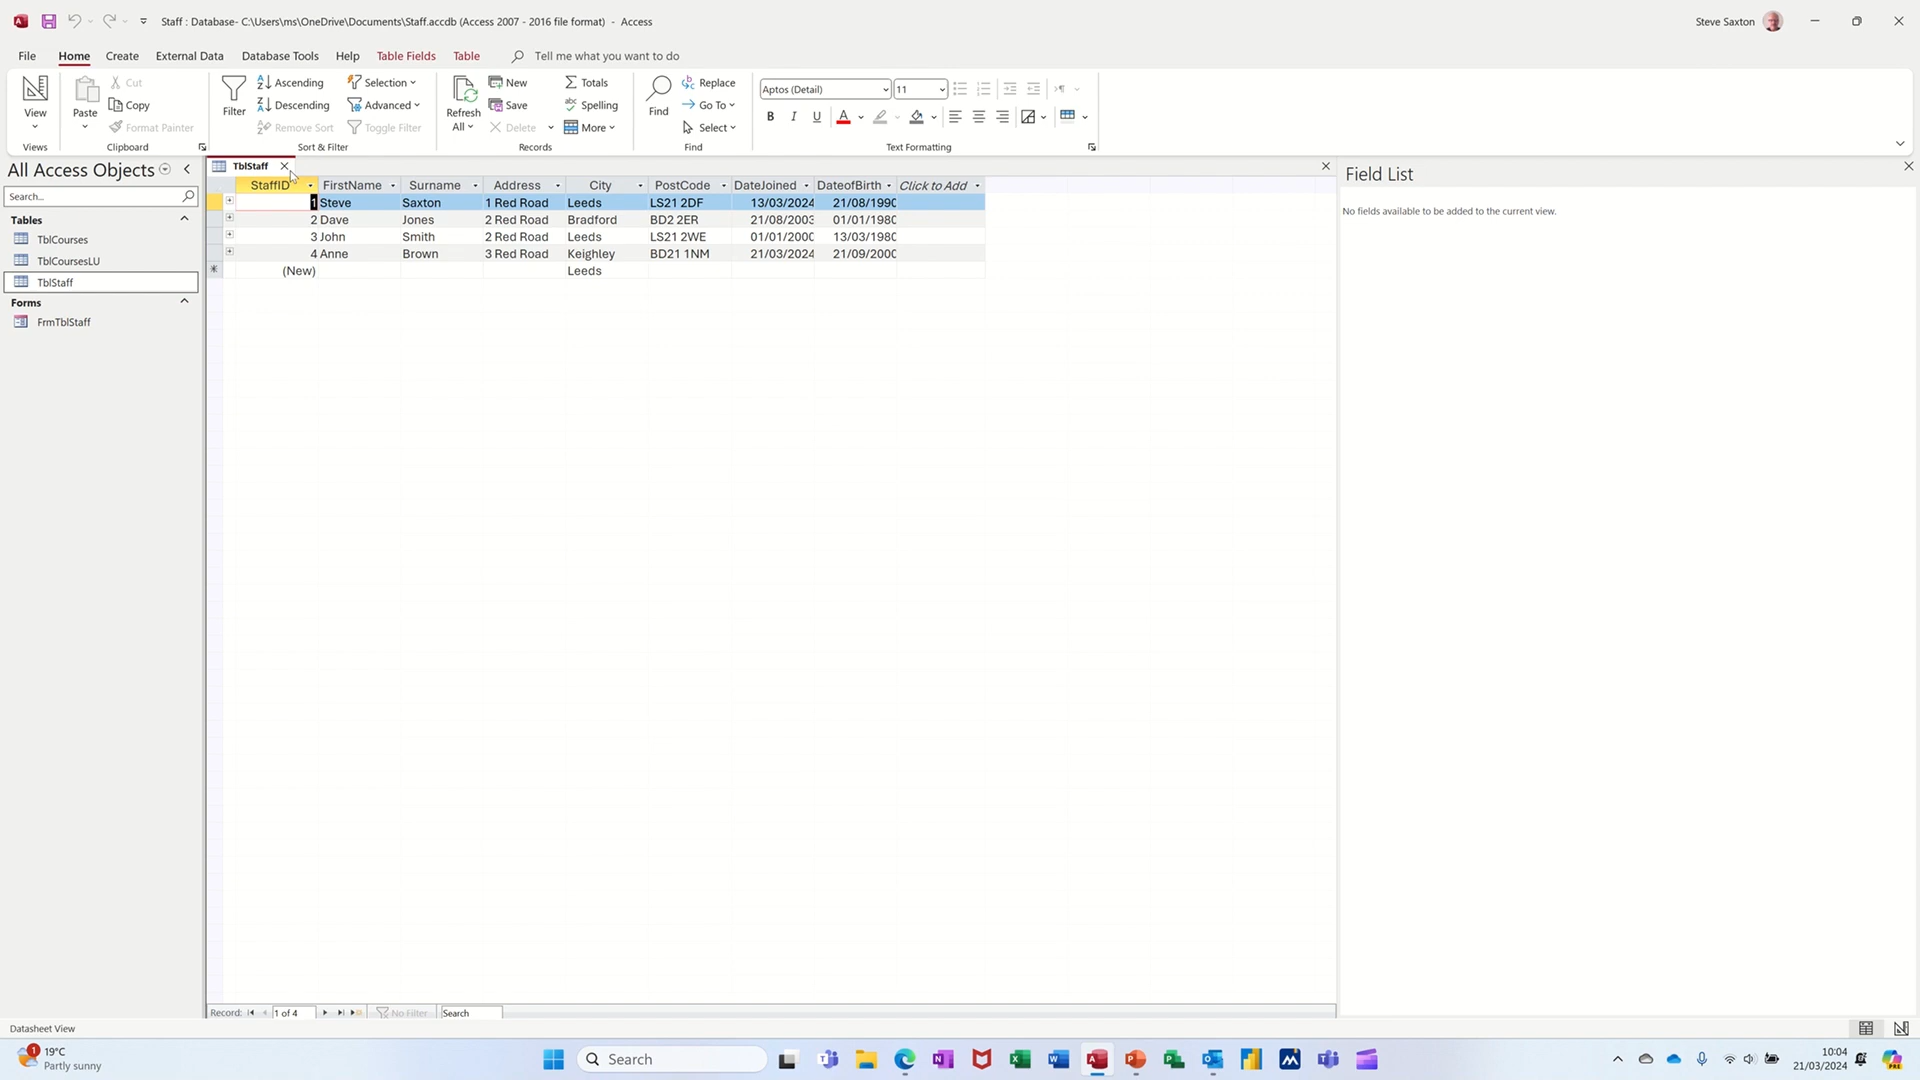 Staff : Database- C:\Users\ms\OneDrive\Documents\Staff.accdb (Access 2007 - 2016 file format) - Access
Steve Saxton
File Home Create External Data Database Tools Help Table Fields Table Tell me what you want to do
View
Views
Paste
Cut
Copy
Format Painter
Clipboard
Filter
Ascending
Descending
Remove Sort
Selection
Advanced
Toggle Filter
Sort & Filter
Refresh
All
New
Save
Delete
Totals
Spelling
More
Records
Find
Replace
Go To
Select
Find
Aptos (Detail) 11
B I U A
Text Formatting
All Access Objects
Search...
Tables
TblCourses
TblCoursesLU
TblStaff
Forms
FrmTblStaff
TblStaff
StaffID FirstName Surname Address City PostCode DateJoined DateofBirth Click to Add
1 Steve Saxton 1 Red Road Leeds LS21 2DF 13/03/2024 21/08/1990
2 Dave Jones 2 Red Road Bradford BD2 2ER 21/08/2003 01/01/1980
3 John Smith 2 Red Road Leeds LS21 2WE 01/01/2000 13/03/1980
4 Anne Brown 3 Red Road Keighley BD21 1NM 21/03/2024 21/09/2000
(New) Leeds
Field List
No fields available to be added to the current view.
Record: 1 of 4 No Filter Search
Datasheet View
1
19°C
Partly sunny
Search
10:04
21/03/2024
PRE